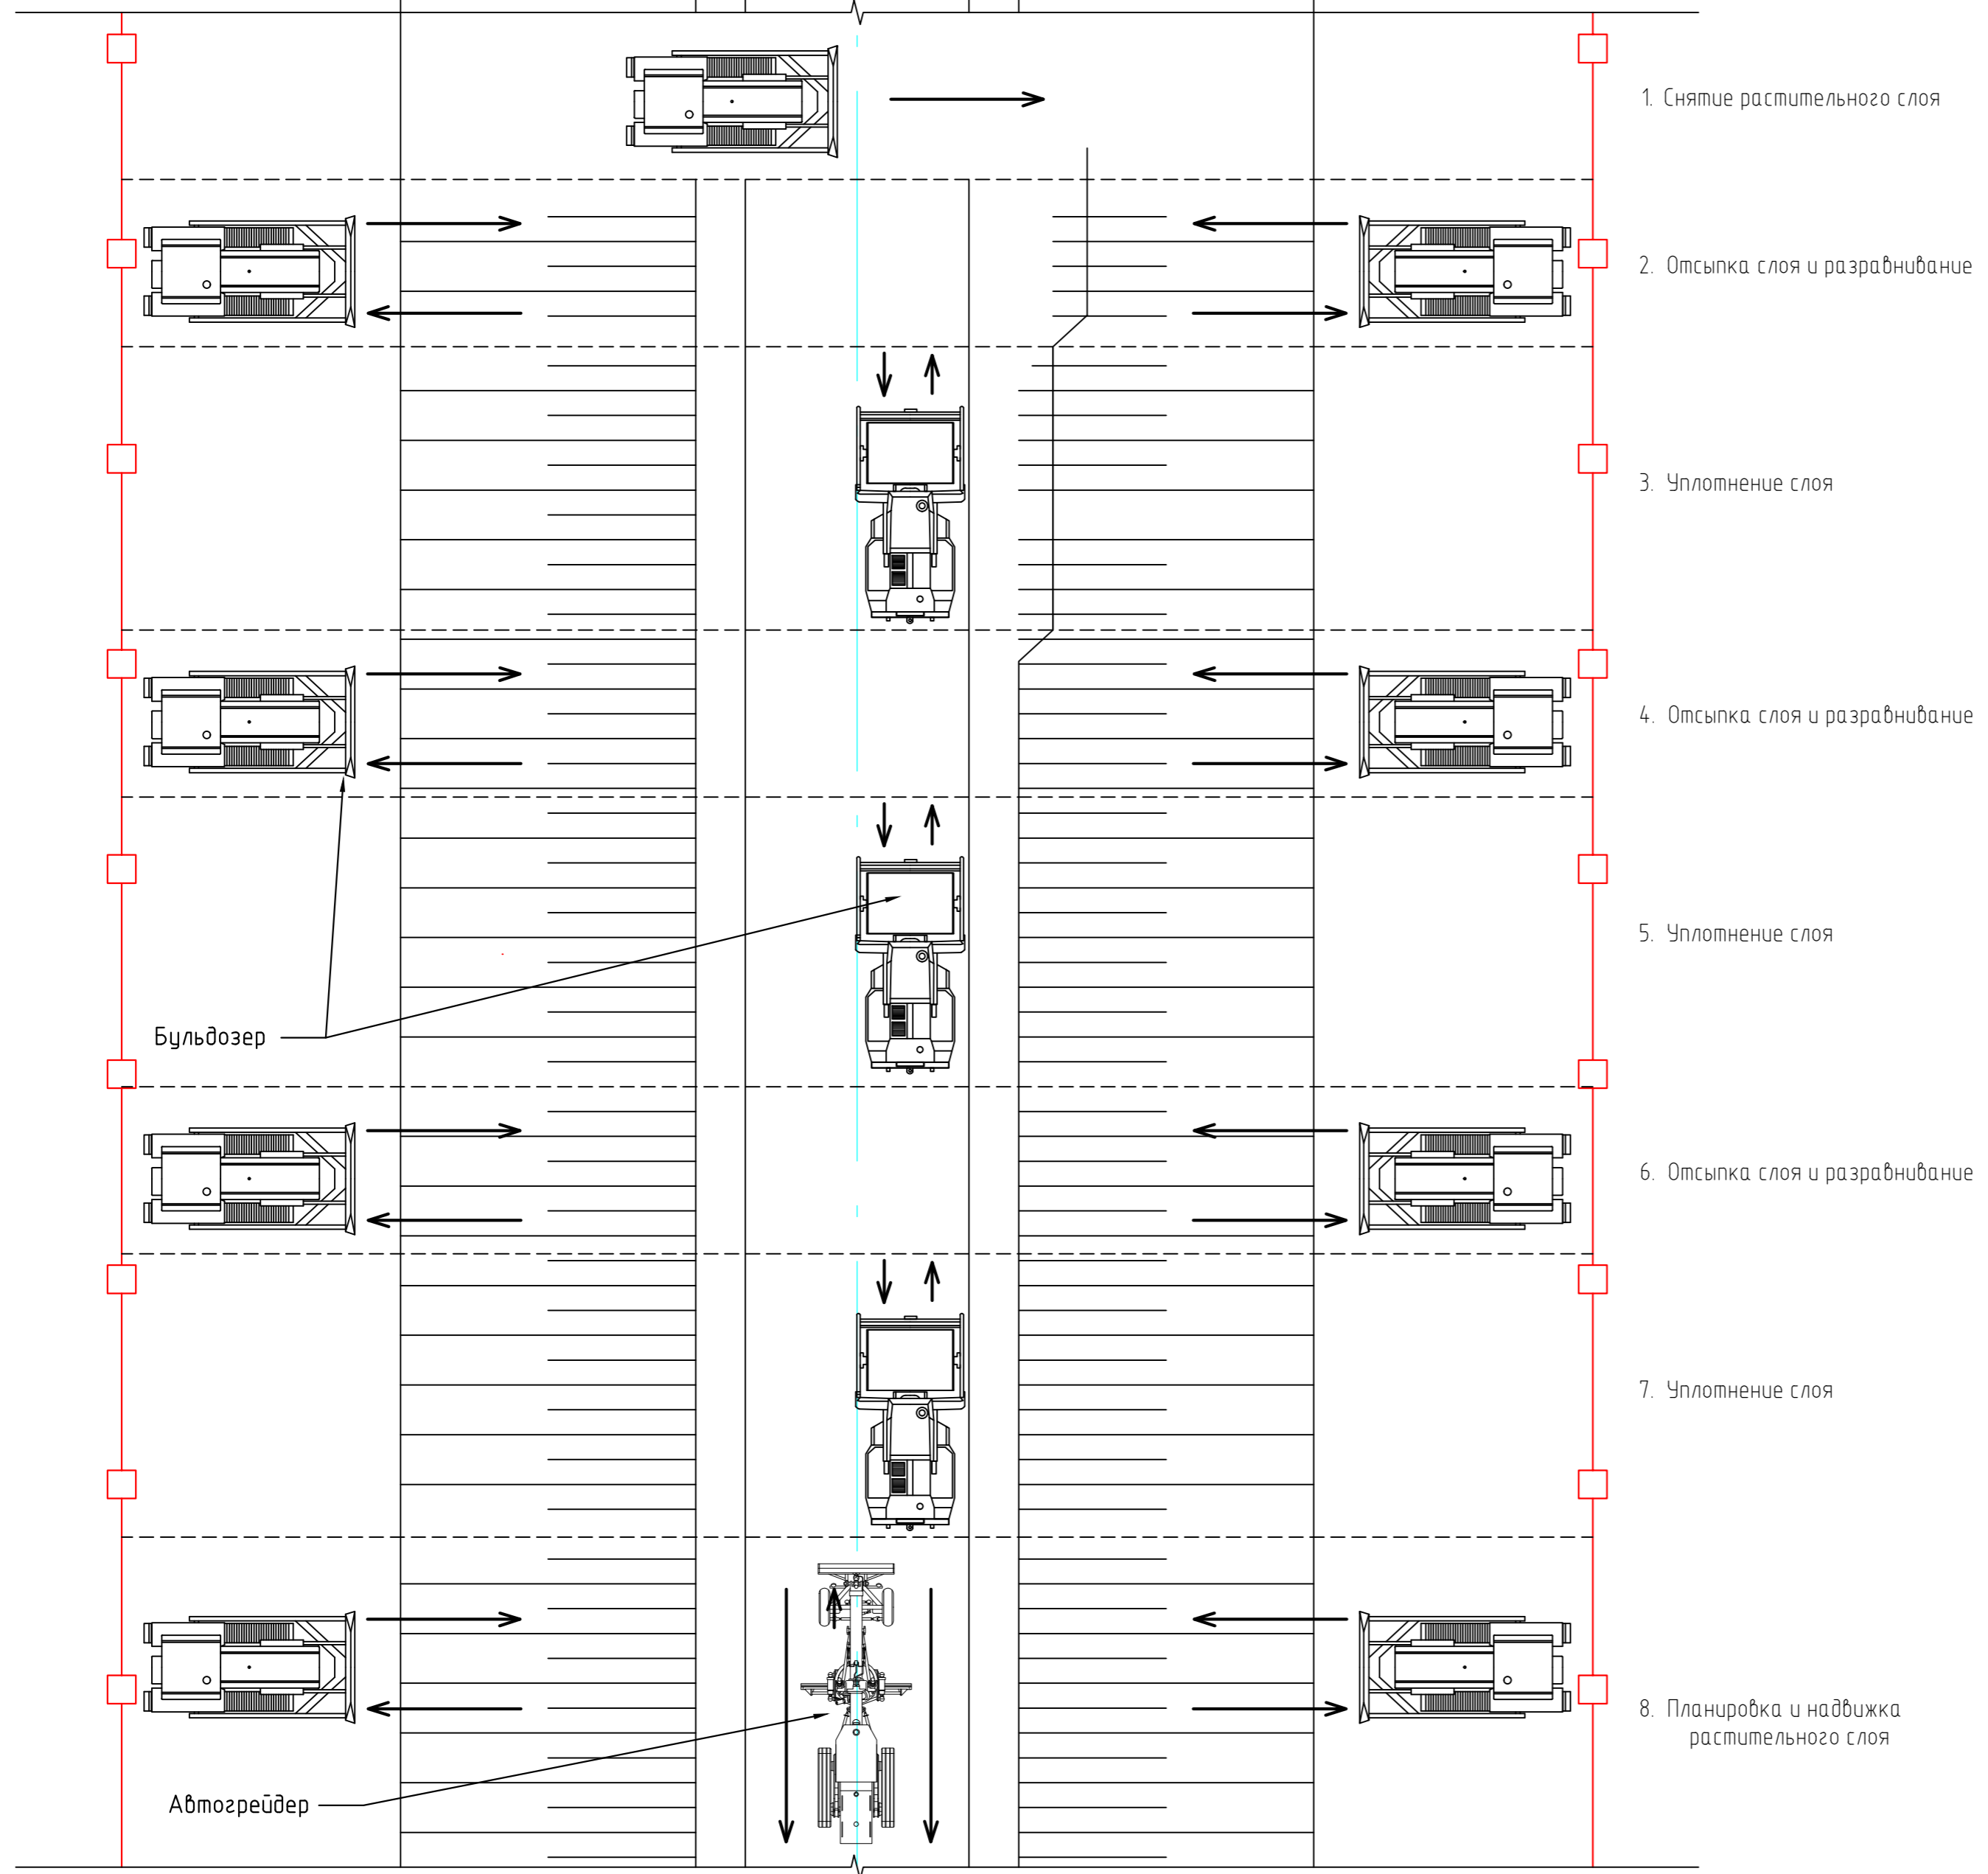 1. Снятие растительного слоя
2. Отсыпка слоя и разравнивание
3. Уплотнение слоя
4. Отсыпка слоя и разравнивание
5. Уплотнение слоя
Бульдозер
6. Отсыпка слоя и разравнивание
7. Уплотнение слоя
8. Планировка и надвижка
растительного слоя
Автогрейдер